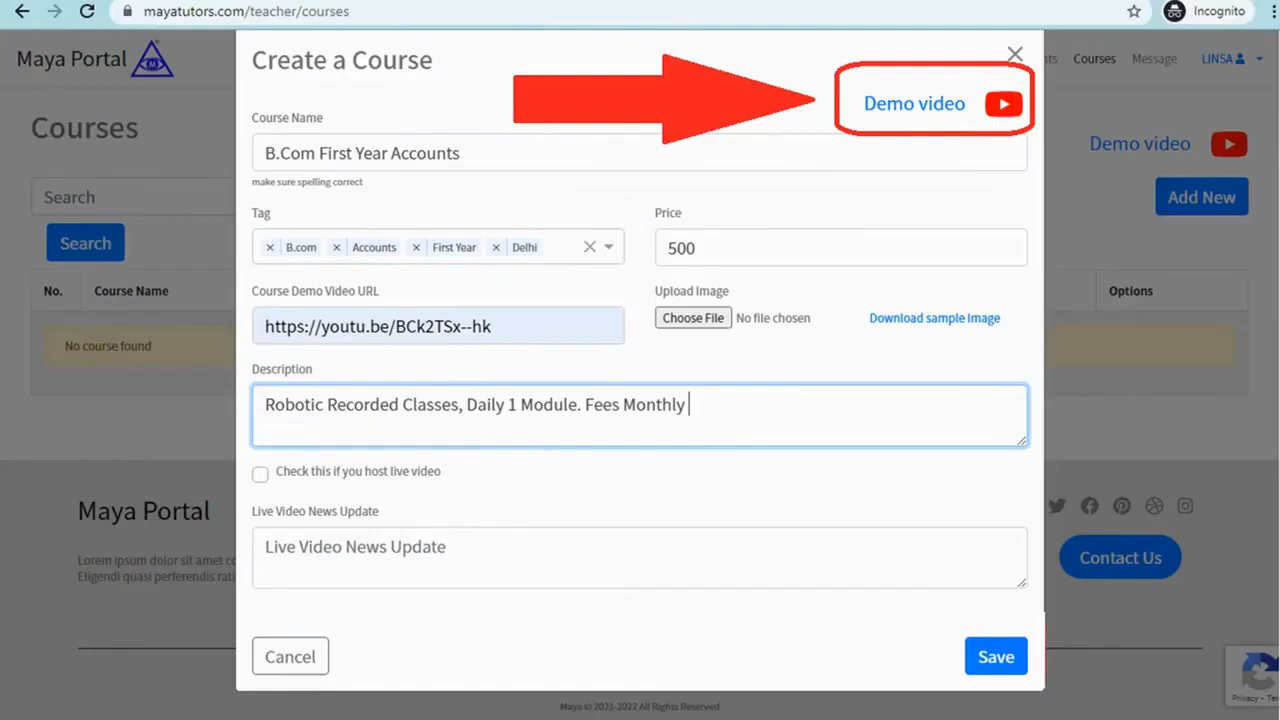 mayatutors.com/teacher/courses
Incognito
Maya Portal
M
Create a Course
nts
Courses
Message
LINSA
Demo video
Courses
Course Name
Demo video
B.Com First Year Accounts
make sure spelling correct
Search
Add New
Tag
Price
× B.com × Accounts × First Year × Delhi
500
Search
No.
Course Name
Course Demo Video URL
Upload Image
Options
https://youtu.be/BCk2TSx--hk
Choose File No file chosen
Download sample Image
No course found
Description
Robotic Recorded Classes, Daily 1 Module. Fees Monthly
Check this if you host live video
Maya Portal
Live Video News Update
Live Video News Update
Lorem ipsum dolor sit amet co
Eligendi quasi perferendis rati
Contact Us
Cancel
Save
Privacy - Te
Maya © 2021-2022 All Rights Reserved